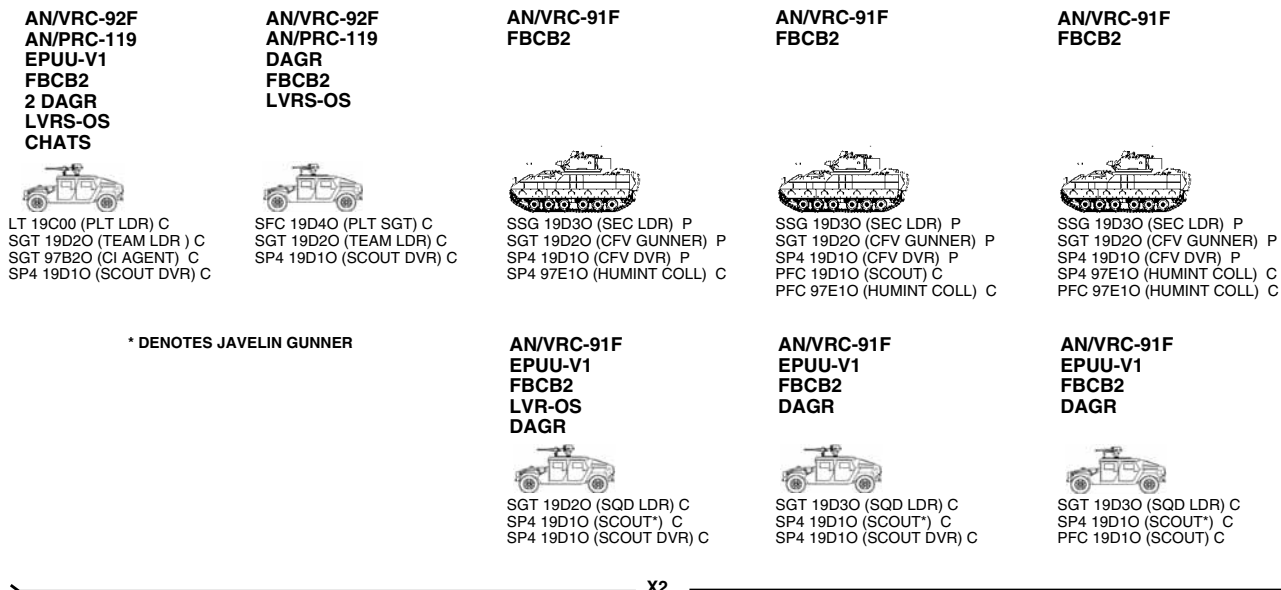 AN/VRC-92F
AN/PRC-119
EPUU-V1
FBCB2
2 DAGR
LVRS-OS
CHATS
LT 19C00 (PLT LDR) C
SGT 19D2O (TEAM LDR ) C
SGT 97B2O (CI AGENT) C
SP4 19D1O (SCOUT DVR) C
AN/VRC-92F
AN/PRC-119
DAGR
FBCB2
LVRS-OS
SFC 19D4O (PLT SGT) C
SGT 19D2O (TEAM LDR) C
SP4 19D1O (SCOUT DVR) C
AN/VRC-91F
FBCB2
SSG 19D3O (SEC LDR) P
SGT 19D2O (CFV GUNNER) P
SP4 19D1O (CFV DVR) P
SP4 97E1O (HUMINT COLL) C
AN/VRC-91F
FBCB2
SSG 19D3O (SEC LDR) P
SGT 19D2O (CFV GUNNER) P
SP4 19D1O (CFV DVR) P
PFC 19D1O (SCOUT) C
PFC 97E1O (HUMINT COLL) C
AN/VRC-91F
FBCB2
SSG 19D3O (SEC LDR) P
SGT 19D2O (CFV GUNNER) P
SP4 19D1O (CFV DVR) P
SP4 97E1O (HUMINT COLL) C
PFC 97E1O (HUMINT COLL) C
* DENOTES JAVELIN GUNNER
AN/VRC-91F
EPUU-V1
FBCB2
LVR-OS
DAGR
SGT 19D2O (SQD LDR) C
SP4 19D1O (SCOUT*) C
SP4 19D1O (SCOUT DVR) C
AN/VRC-91F
EPUU-V1
FBCB2
DAGR
SGT 19D3O (SQD LDR) C
SP4 19D1O (SCOUT*) C
SP4 19D1O (SCOUT DVR) C
AN/VRC-91F
EPUU-V1
FBCB2
DAGR
SGT 19D3O (SQD LDR) C
SP4 19D1O (SCOUT*) C
PFC 19D1O (SCOUT) C
X2